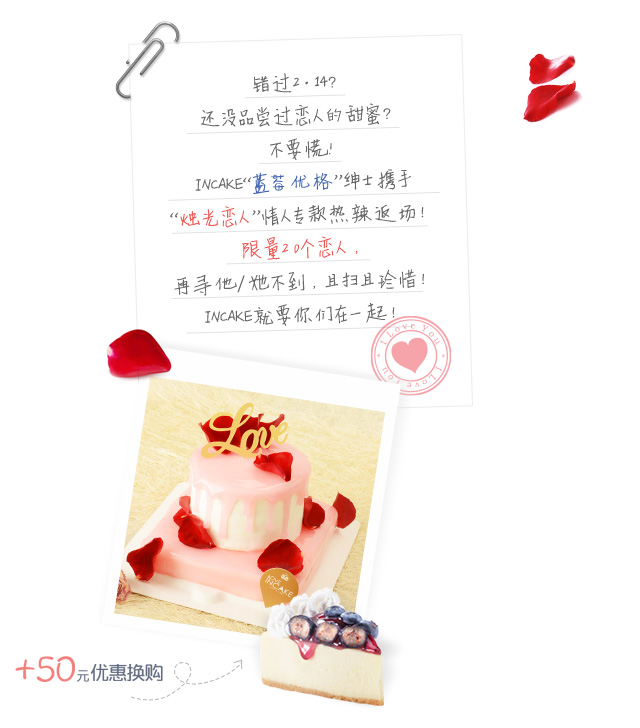 错过2·14?
还没品尝过恋人的甜蜜?
不要慌!
INCAKE“蓝莓优格”绅士携手
“烛光恋人”情人专款热辣返场!
限量20个恋人,
再寻他/她不到,且扫且珍惜!
INCAKE就要你们在一起!
I Love You
I Love You
Love
INCAKE
+50元优惠换购